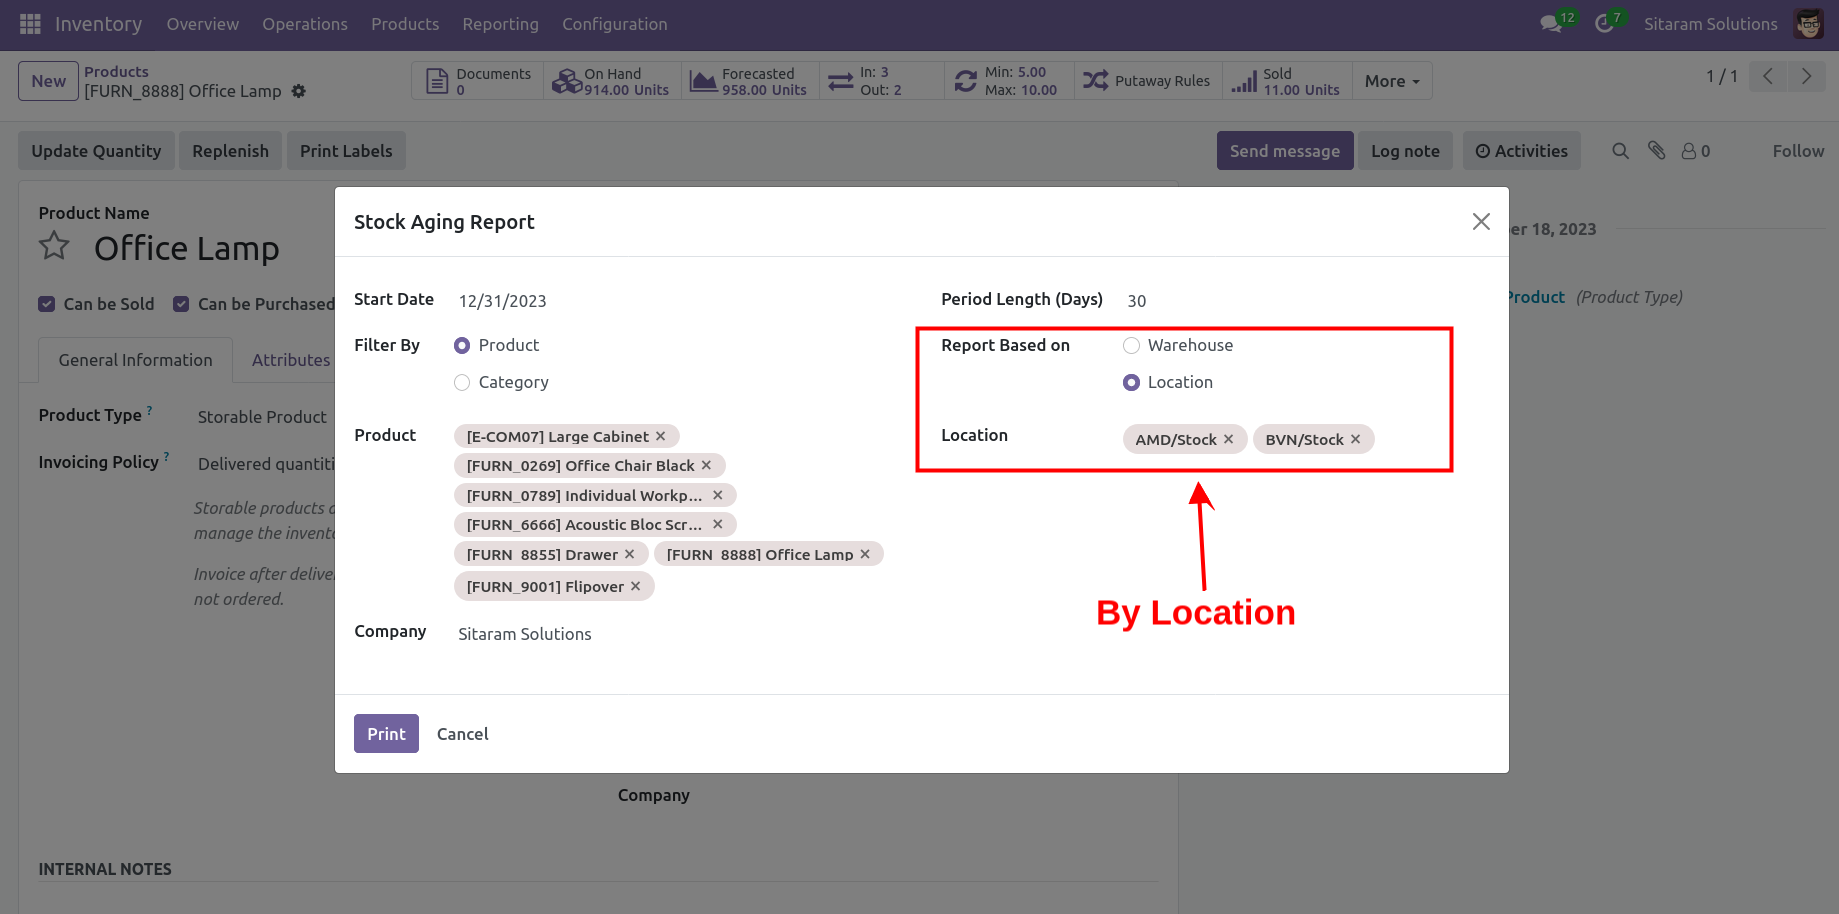 Inventory Overview Operations Products Reporting Configuration 12 7 Sitaram Solutions
New Products
[FURN_8888] Office Lamp
Documents 0
On Hand 914.00 Units
Forecasted 958.00 Units
In: 3
Out: 2
Min: 5.00
Max: 10.00
Putaway Rules
Sold 11.00 Units
More
1 / 1
Update Quantity Replenish Print Labels Send message Log note Activities 0 Follow
Product Name
Office Lamp
Can be Sold Can be Purchased
General Information Attributes
Product Type ? Storable Product
Invoicing Policy ? Delivered quantiti
Storable products a
manage the invento
Invoice after deliver
not ordered.
er 18, 2023
Product (Product Type)
Stock Aging Report
Start Date 12/31/2023 Period Length (Days) 30
Filter By Product Report Based on Warehouse
Category Location
Product [E-COM07] Large Cabinet × Location AMD/Stock × BVN/Stock ×
[FURN_0269] Office Chair Black ×
[FURN_0789] Individual Workp... ×
[FURN_6666] Acoustic Bloc Scr... ×
[FURN_8855] Drawer × [FURN_8888] Office Lamp ×
[FURN_9001] Flipover ×
By Location
Company Sitaram Solutions
Print Cancel
Company
INTERNAL NOTES